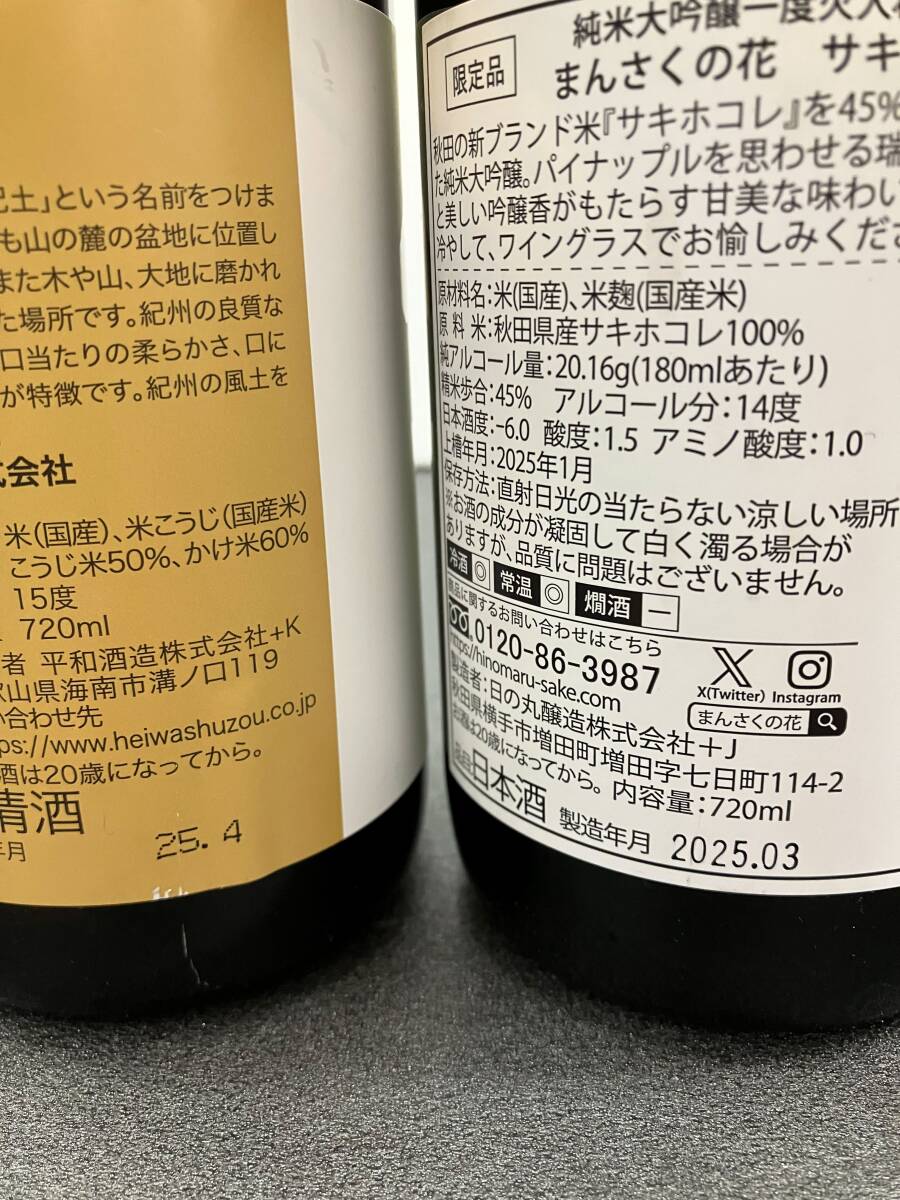 土」という名前をつけま
も山の麓の盆地に位置し
また木や山、大地に磨かれ
た場所です。紀州の良質な
口当たりの柔らかさ、口に
が特徴です。紀州の風土を
式会社
米(国産)、米こうじ(国産米)
こうじ米50%、かけ米60%
15度
720ml
者 平和酒造株式会社+K
歌山県海南市溝ノ口119
い合わせ先
ps://www.heiwashuzou.co.jp
酒は20歳になってから。
清酒
年月
25.4
純米大吟醸一度火入
限定品
まんさくの花 サキ
秋田の新ブランド米『サキホコレ』を45%
た純米大吟醸。パイナップルを思わせる瑞
と美しい吟醸香がもたらす甘美な味わい
冷やして、ワイングラスでお愉しみくださ
原材料名:米(国産)、米麹(国産米)
原料米:秋田県産サキホコレ100%
純アルコール量:20.16g(180mlあたり)
精米歩合:45% アルコール分:14度
日本酒度:-6.0 酸度:1.5 アミノ酸度:1.0
上槽年月:2025年1月
保存方法:直射日光の当たらない涼しい場所
※お酒の成分が凝固して白く濁る場合が
ありますが、品質に問題はございません。
冷酒 ◎ 常温 ◎ 燗酒 ー
商品に関するお問い合わせはこちら
0120-86-3987
https://hinomaru-sake.com
X(Twitter) Instagram
まんさくの花
製造者:日の丸醸造株式会社+J
秋田県横手市増田町増田字七日町114-2
お酒は20歳になってから。 内容量:720ml
品目 日本酒 製造年月 2025.03